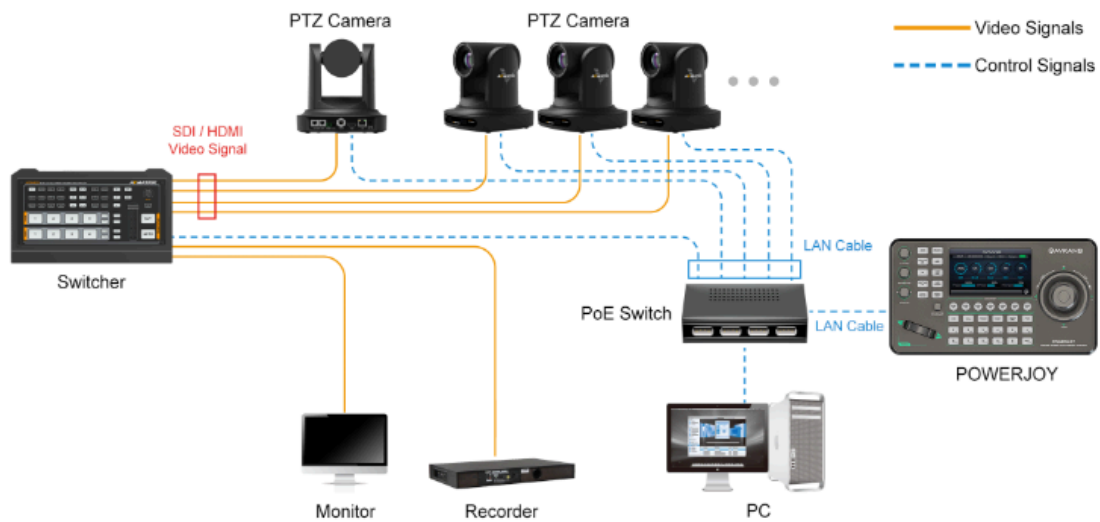 PTZ Camera
PTZ Camera
Video Signals
Control Signals
SDI / HDMI
Video Signal
Switcher
LAN Cable
PoE Switch
LAN Cable
POWERJOY
Monitor
Recorder
PC